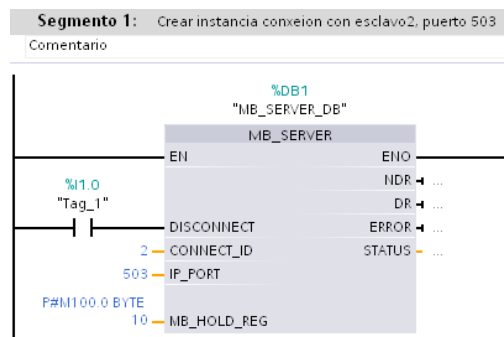 Segmento 1: Crear instancia conxeion con esclavo2, puerto 503
Comentario
%DB1
"MB_SERVER_DB"
MB_SERVER
EN ENO
%I1.0 NDR ...
"Tag_1" DR ...
DISCONNECT ERROR ...
2 CONNECT_ID STATUS ...
503 IP_PORT
P#M100.0 BYTE
10 MB_HOLD_REG